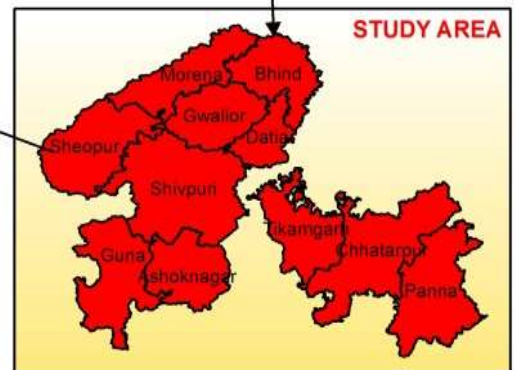 STUDY AREA
Morena
Bhind
Gwalior
Datia
Sheopur
Shivpuri
Tikamgarh
Guna
Chhatarpur
Ashoknagar
Panna